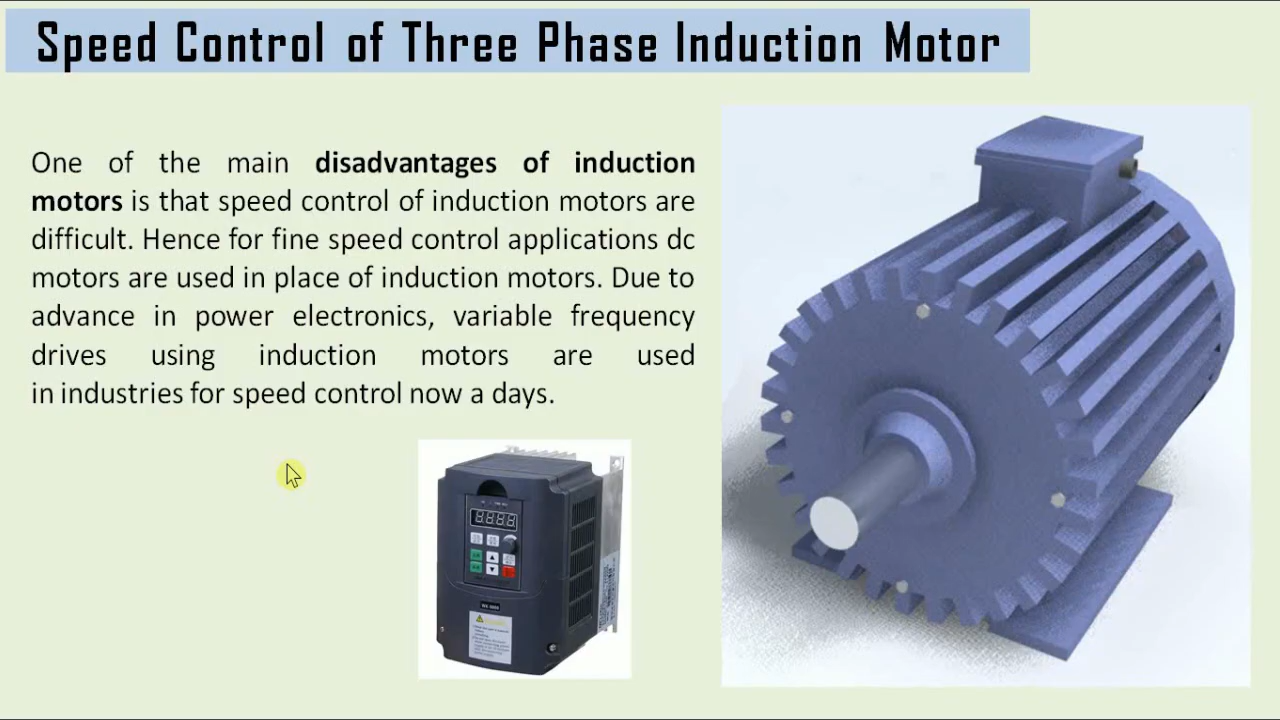 Speed Control of Three Phase Induction Motor
One of the main disadvantages of induction
motors is that speed control of induction motors are
difficult. Hence for fine speed control applications dc
motors are used in place of induction motors. Due to
advance in power electronics, variable frequency
drives using induction motors are used
in industries for speed control now a days.